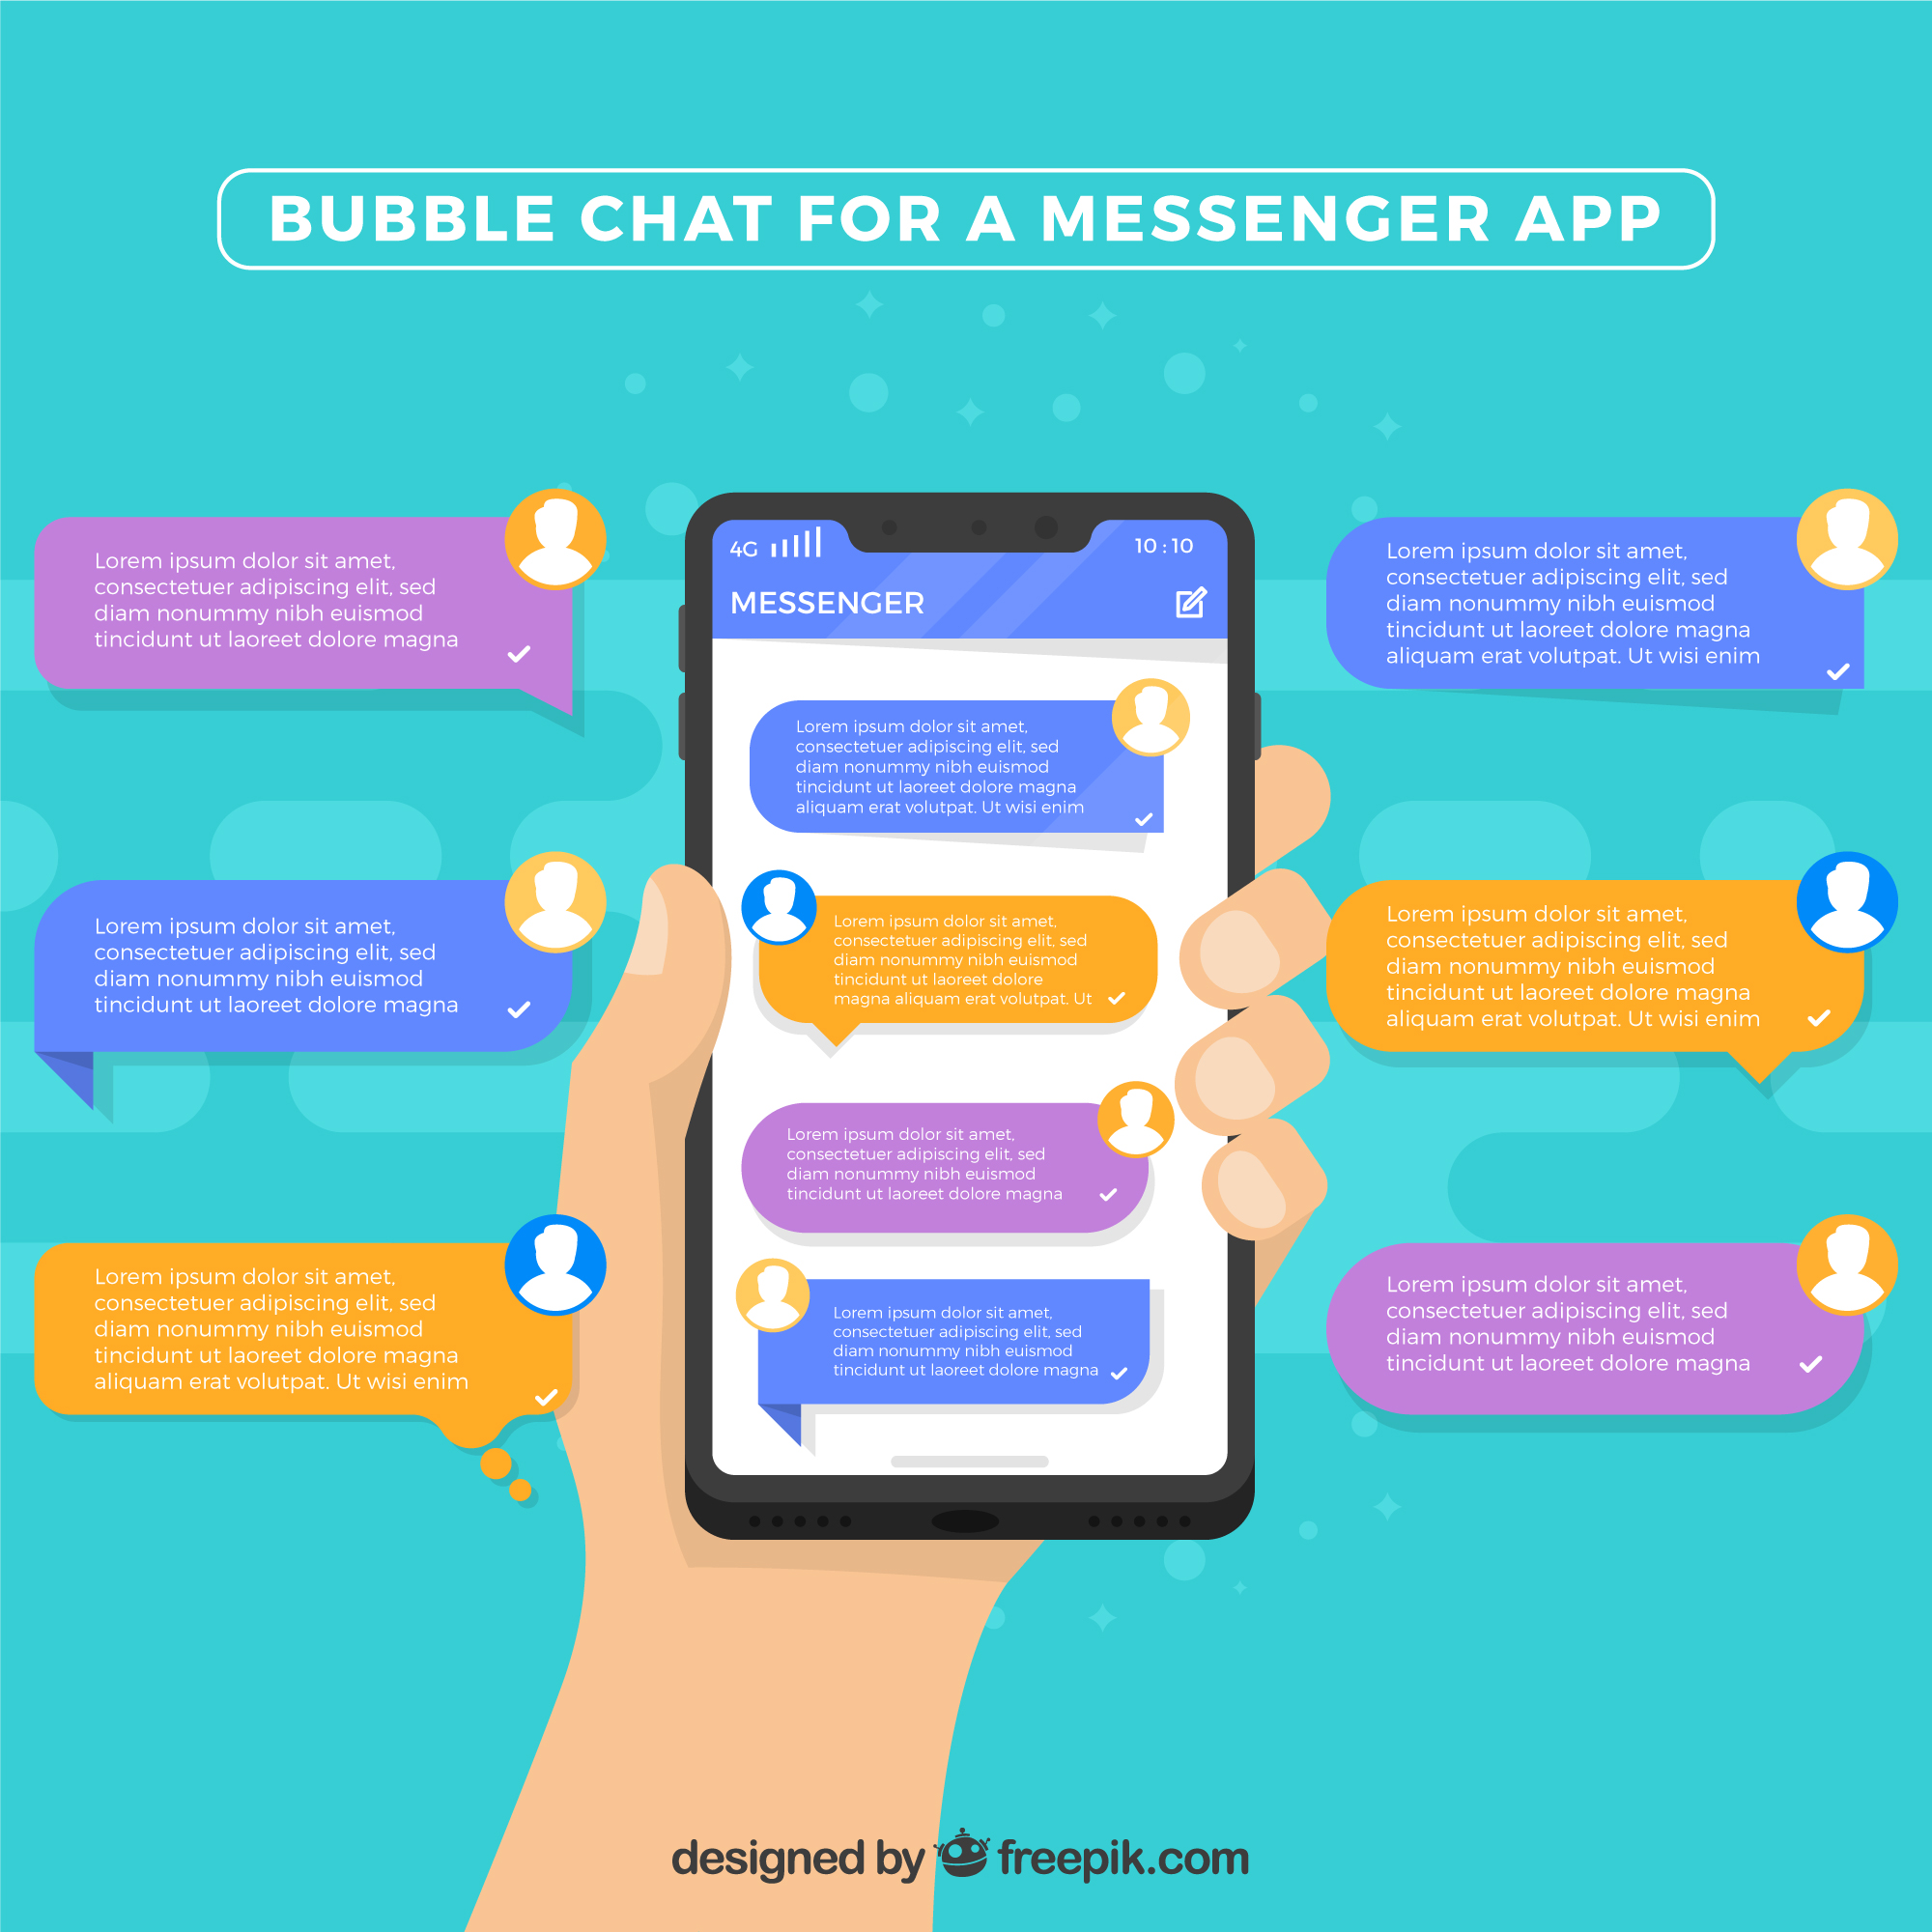 BUBBLE CHAT FOR A MESSENGER APP
Lorem ipsum dolor sit amet,
consectetuer adipiscing elit, sed
diam nonummy nibh euismod
tincidunt ut laoreet dolore magna
Lorem ipsum dolor sit amet,
consectetuer adipiscing elit, sed
diam nonummy nibh euismod
tincidunt ut laoreet dolore magna
Lorem ipsum dolor sit amet,
consectetuer adipiscing elit, sed
diam nonummy nibh euismod
tincidunt ut laoreet dolore magna
aliquam erat volutpat. Ut wisi enim
4G 10 : 10
MESSENGER
Lorem ipsum dolor sit amet,
consectetuer adipiscing elit, sed
diam nonummy nibh euismod
tincidunt ut laoreet dolore magna
aliquam erat volutpat. Ut wisi enim
Lorem ipsum dolor sit amet,
consectetuer adipiscing elit, sed
diam nonummy nibh euismod
tincidunt ut laoreet dolore
magna aliquam erat volutpat. Ut
Lorem ipsum dolor sit amet,
consectetuer adipiscing elit, sed
diam nonummy nibh euismod
tincidunt ut laoreet dolore magna
Lorem ipsum dolor sit amet,
consectetuer adipiscing elit, sed
diam nonummy nibh euismod
tincidunt ut laoreet dolore magna
Lorem ipsum dolor sit amet,
consectetuer adipiscing elit, sed
diam nonummy nibh euismod
tincidunt ut laoreet dolore magna
aliquam erat volutpat. Ut wisi enim
Lorem ipsum dolor sit amet,
consectetuer adipiscing elit, sed
diam nonummy nibh euismod
tincidunt ut laoreet dolore magna
aliquam erat volutpat. Ut wisi enim
Lorem ipsum dolor sit amet,
consectetuer adipiscing elit, sed
diam nonummy nibh euismod
tincidunt ut laoreet dolore magna
designed by freepik.com